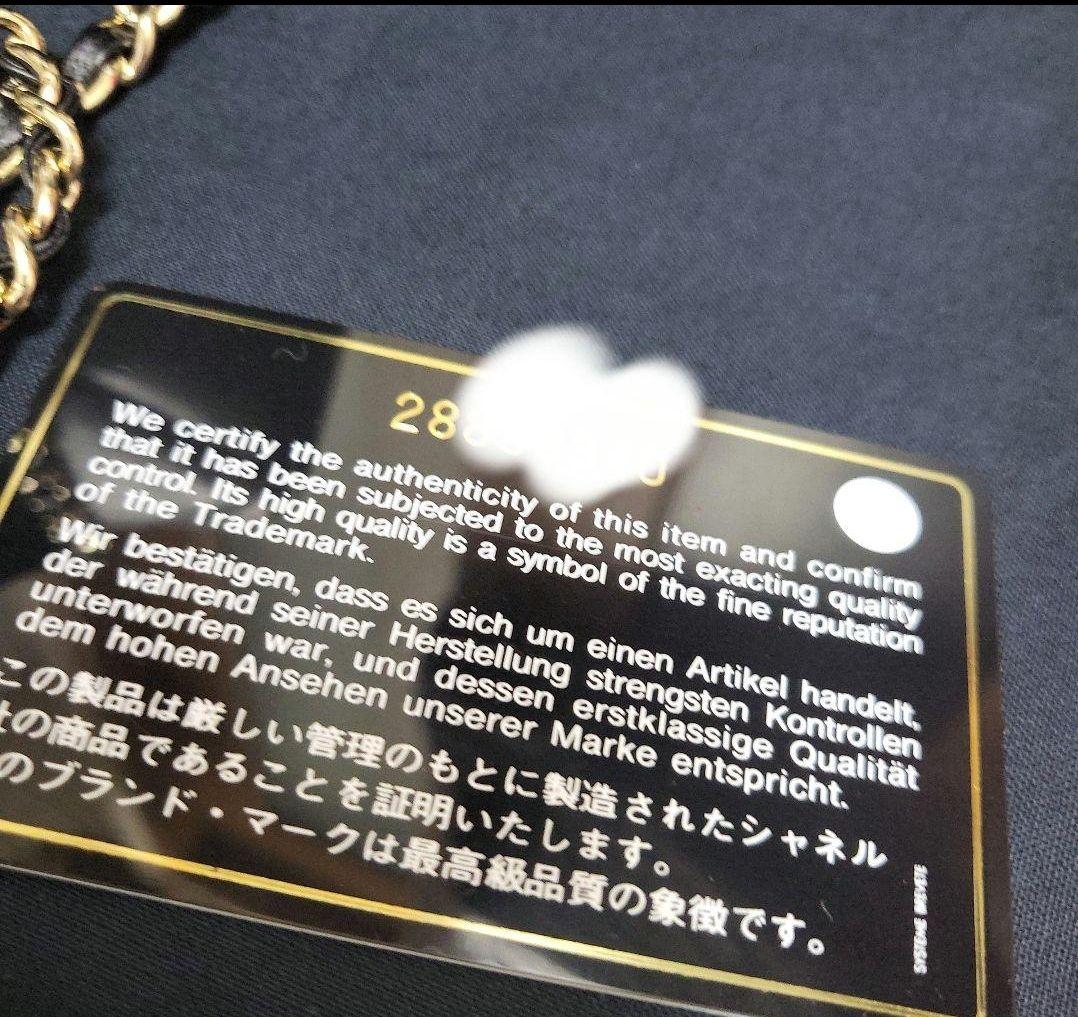 28
We certify the authenticity of this item and confirm
that it has been subjected to the most exacting quality
control. Its high quality is a symbol of the fine reputation
of the Trademark.
Wir bestätigen, dass es sich um einen Artikel handelt,
der während seiner Herstellung strengsten Kontrollen
unterworfen war, und dessen erstklassige Qualität
dem hohen Ansehen unserer Marke entspricht.
この製品は厳しい管理のもとに製造されたシャネル
社の商品であることを証明いたします。
のブランド・マークは最高級品質の象徴です。
SYSTEME BREVETE